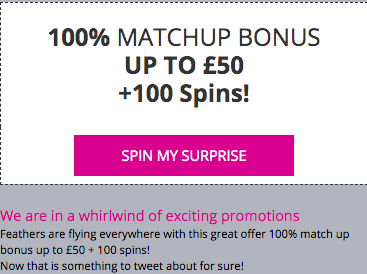 100% MATCHUP BONUS
UP TO £50
+100 Spins!
SPIN MY SURPRISE
We are in a whirlwind of exciting promotions
Feathers are flying everywhere with this great offer 100% match up
bonus up to £50 + 100 spins!
Now that is something to tweet about for sure!